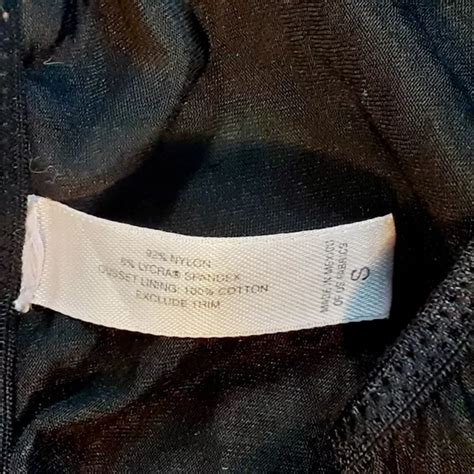 92% NYLON
8% LYCRA® SPANDEX
GUSSET LINING: 100% COTTON
EXCLUDE TRIM
MADE IN MEXICO
OF US FABRICS
S